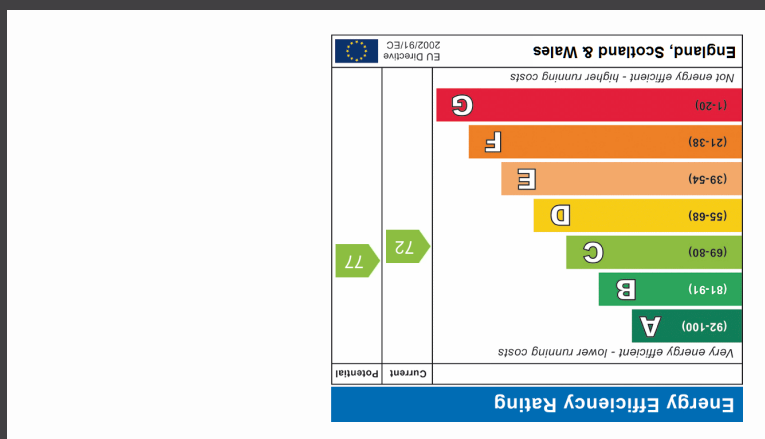 Energy Efficiency Rating
Current Potential
Very energy efficient - lower running costs
(92-100) A
(81-91) B
(69-80) C
(55-68) D
(39-54) E
(21-38) F
(1-20) G
72
77
Not energy efficient - higher running costs
England, Scotland & Wales
EU Directive
2002/91/EC